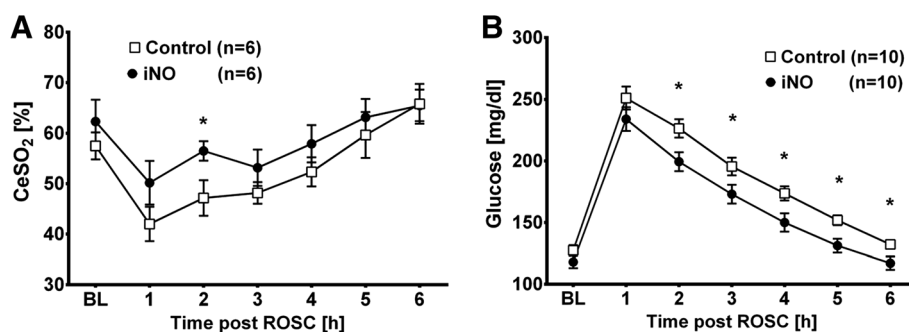 A
Control (n=6)
iNO (n=6)
CeSO2 [%]
80
70
60
50
40
30
*
BL 1 2 3 4 5 6
Time post ROSC [h]
B
Control (n=10)
iNO (n=10)
Glucose [mg/dl]
300
250
200
150
100
* * * * *
BL 1 2 3 4 5 6
Time post ROSC [h]